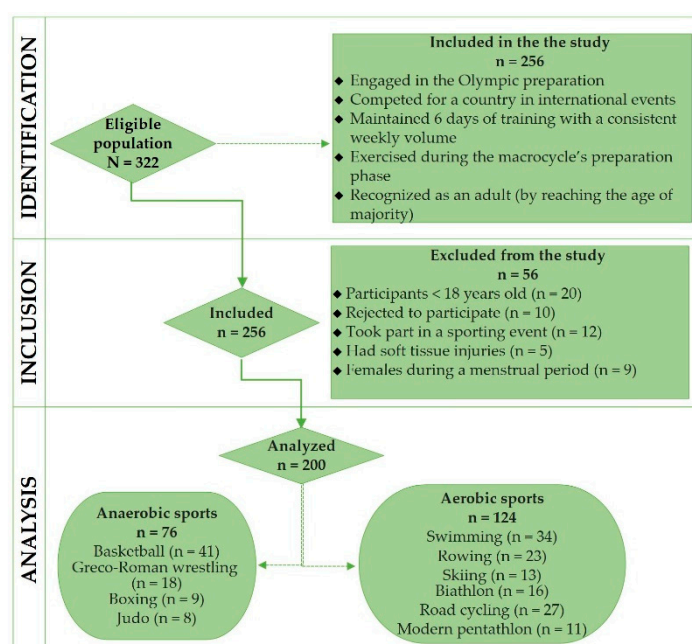 IDENTIFICATION
Eligible
population
N = 322
Included in the the study
n = 256
◆ Engaged in the Olympic preparation
◆ Competed for a country in international events
◆ Maintained 6 days of training with a consistent
weekly volume
◆ Exercised during the macrocycle's preparation
phase
◆ Recognized as an adult (by reaching the age of
majority)
INCLUSION
Included
n = 256
Excluded from the study
n = 56
◆ Participants < 18 years old (n = 20)
◆ Rejected to participate (n = 10)
◆ Took part in a sporting event (n = 12)
◆ Had soft tissue injuries (n = 5)
◆ Females during a menstrual period (n = 9)
ANALYSIS
Analyzed
n = 200
Anaerobic sports
n = 76
Basketball (n = 41)
Greco-Roman wrestling
(n = 18)
Boxing (n = 9)
Judo (n = 8)
Aerobic sports
n = 124
Swimming (n = 34)
Rowing (n = 23)
Skiing (n = 13)
Biathlon (n = 16)
Road cycling (n = 27)
Modern pentathlon (n = 11)